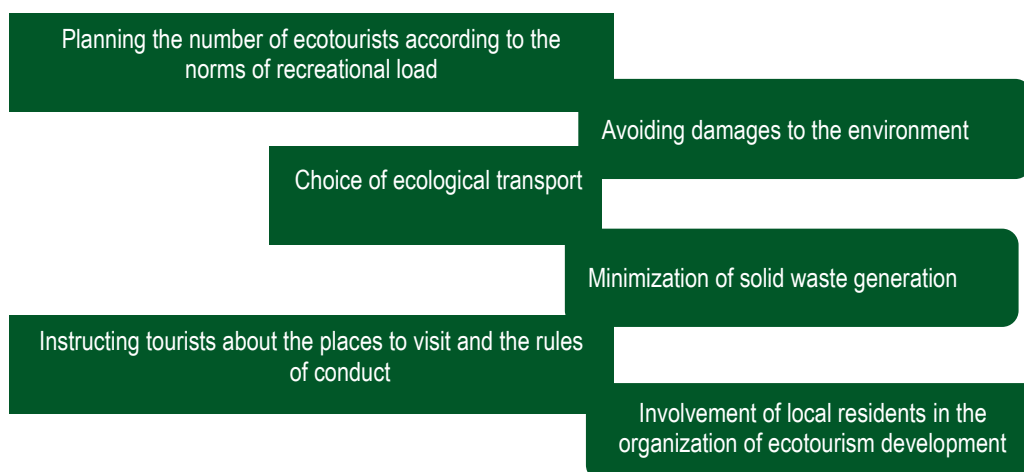 Planning the number of ecotourists according to the
norms of recreational load
Avoiding damages to the environment
Choice of ecological transport
Minimization of solid waste generation
Instructing tourists about the places to visit and the rules
of conduct
Involvement of local residents in the
organization of ecotourism development